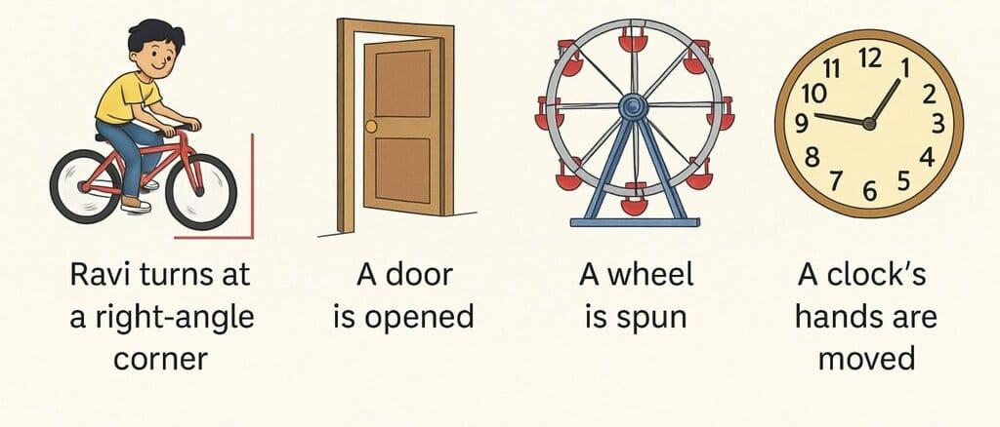 12
11
1
10
2
9
3
8
4
7
5
6
Ravi turns at
a right-angle
corner
A door
is opened
A wheel
is spun
A clock’s
hands are
moved